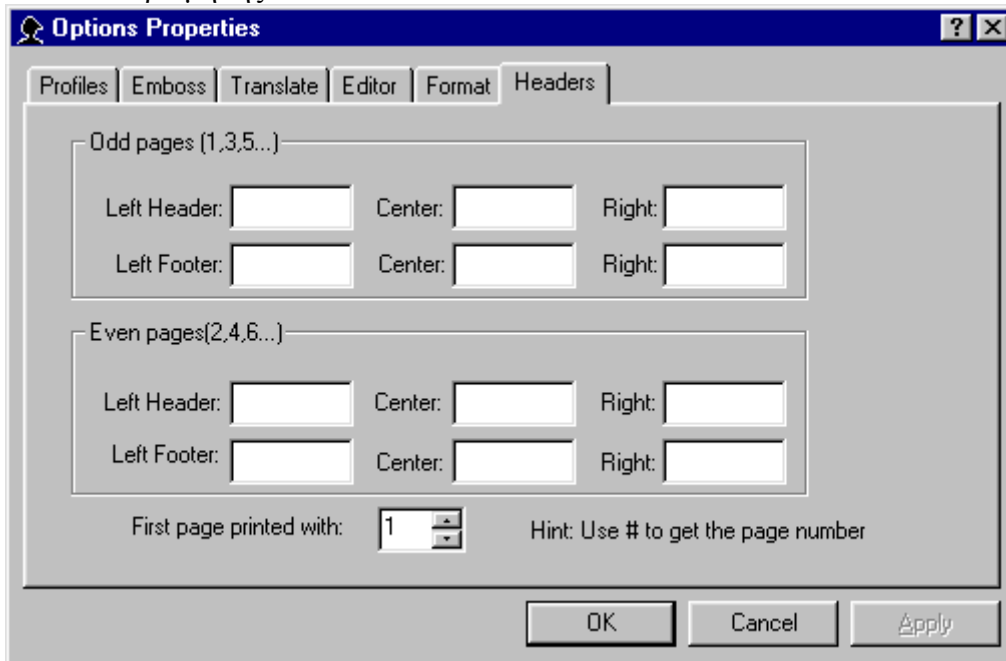 Options Properties
Profiles Emboss Translate Editor Format Headers
Odd pages (1,3,5...)
Left Header: Center: Right:
Left Footer: Center: Right:
Even pages(2,4,6...)
Left Header: Center: Right:
Left Footer: Center: Right:
First page printed with: 1 Hint: Use # to get the page number
OK Cancel Apply